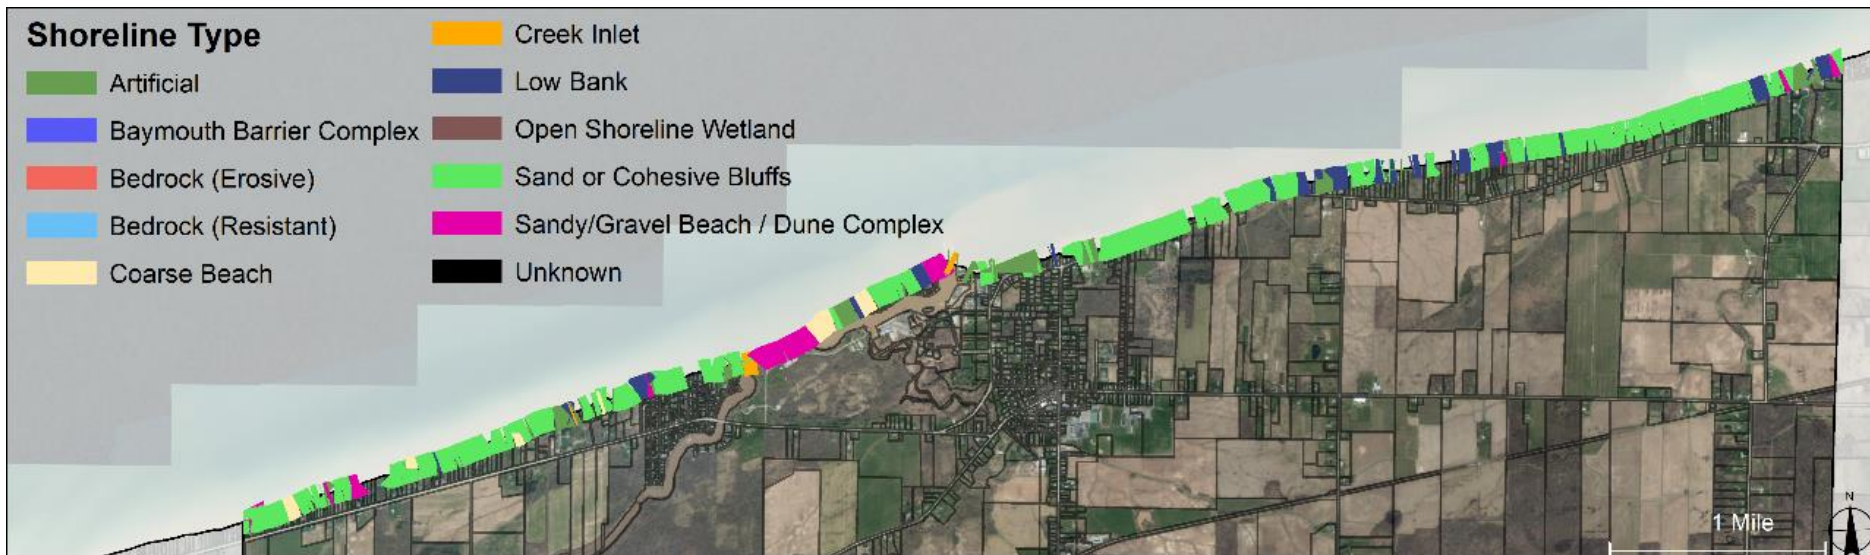 Shoreline Type
Artificial
Baymouth Barrier Complex
Bedrock (Erosive)
Bedrock (Resistant)
Coarse Beach
Creek Inlet
Low Bank
Open Shoreline Wetland
Sand or Cohesive Bluffs
Sandy/Gravel Beach / Dune Complex
Unknown
1 Mile
N